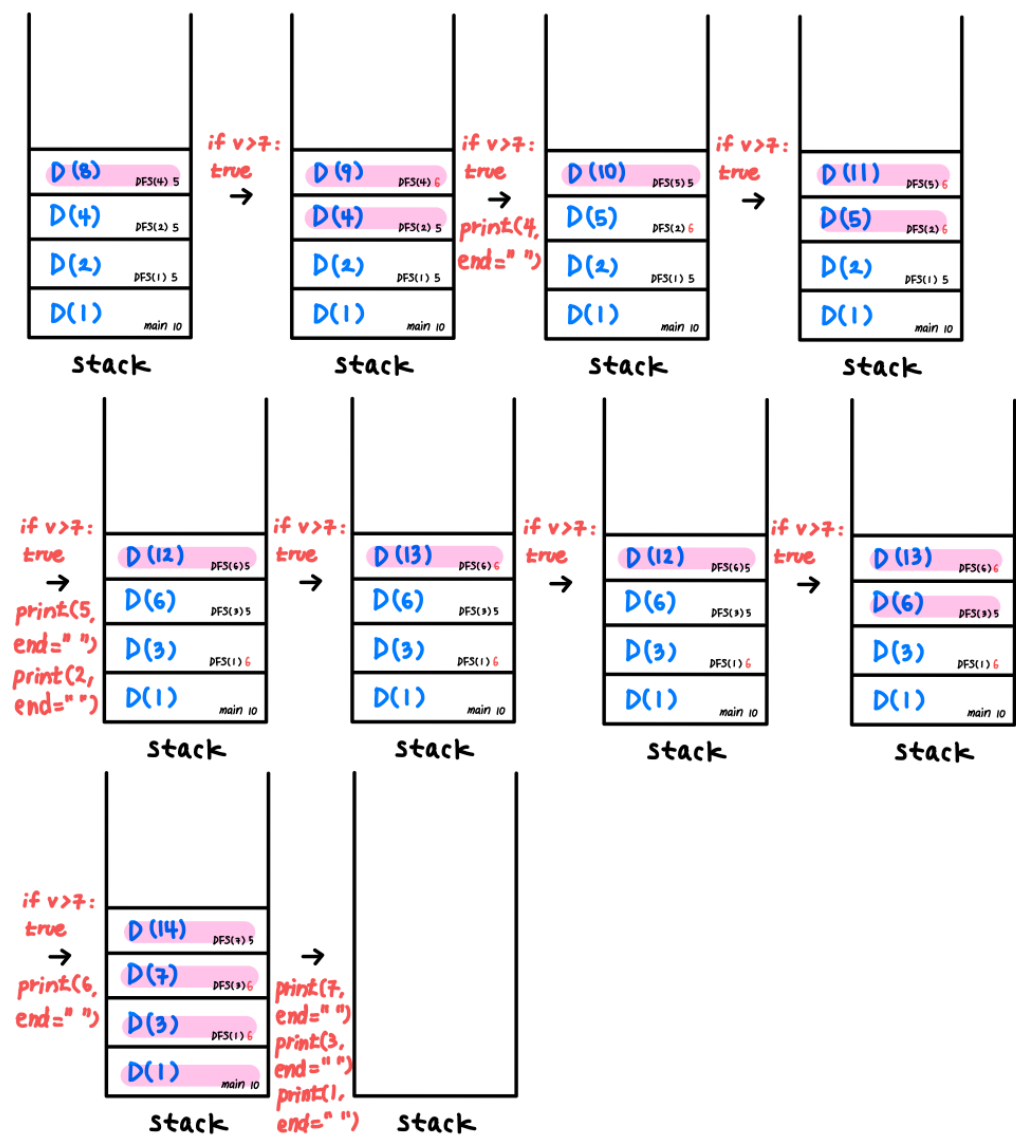 if v>7:
true
D(8) DFS(4) 5
D(4) DFS(2) 5
D(2) DFS(1) 5
D(1) main 10
stack
if v>7:
true
D(9) DFS(4) 6
D(4) DFS(2) 5
D(2) DFS(1) 5
D(1) main 10
stack
print(4,
end=" ")
if v>7:
true
D(10) DFS(5) 5
D(5) DFS(2) 6
D(2) DFS(1) 5
D(1) main 10
stack
D(11) DFS(5) 6
D(5) DFS(2) 6
D(2) DFS(1) 5
D(1) main 10
stack
if v>7:
true
print(5,
end=" ")
print(2,
end=" ")
D(12) DFS(6) 5
D(6) DFS(3) 5
D(3) DFS(1) 6
D(1) main 10
stack
if v>7:
true
D(13) DFS(6) 6
D(6) DFS(3) 5
D(3) DFS(1) 6
D(1) main 10
stack
if v>7:
true
D(12) DFS(6) 5
D(6) DFS(3) 5
D(3) DFS(1) 6
D(1) main 10
stack
if v>7:
true
D(13) DFS(6) 6
D(6) DFS(3) 5
D(3) DFS(1) 6
D(1) main 10
stack
if v>7:
true
print(6,
end=" ")
D(14) DFS(7) 5
D(7) DFS(3) 6
D(3) DFS(1) 6
D(1) main 10
stack
print(7,
end=" ")
print(3,
end=" ")
print(1,
end=" ")
stack